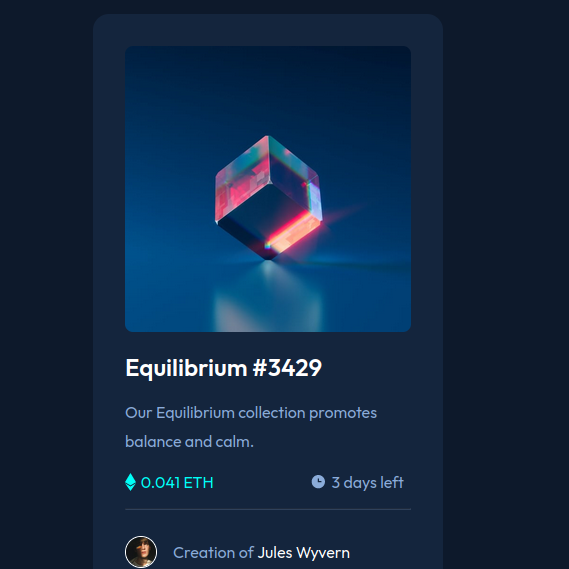 Equilibrium #3429
Our Equilibrium collection promotes
balance and calm.
0.041 ETH
3 days left
Creation of Jules Wyvern